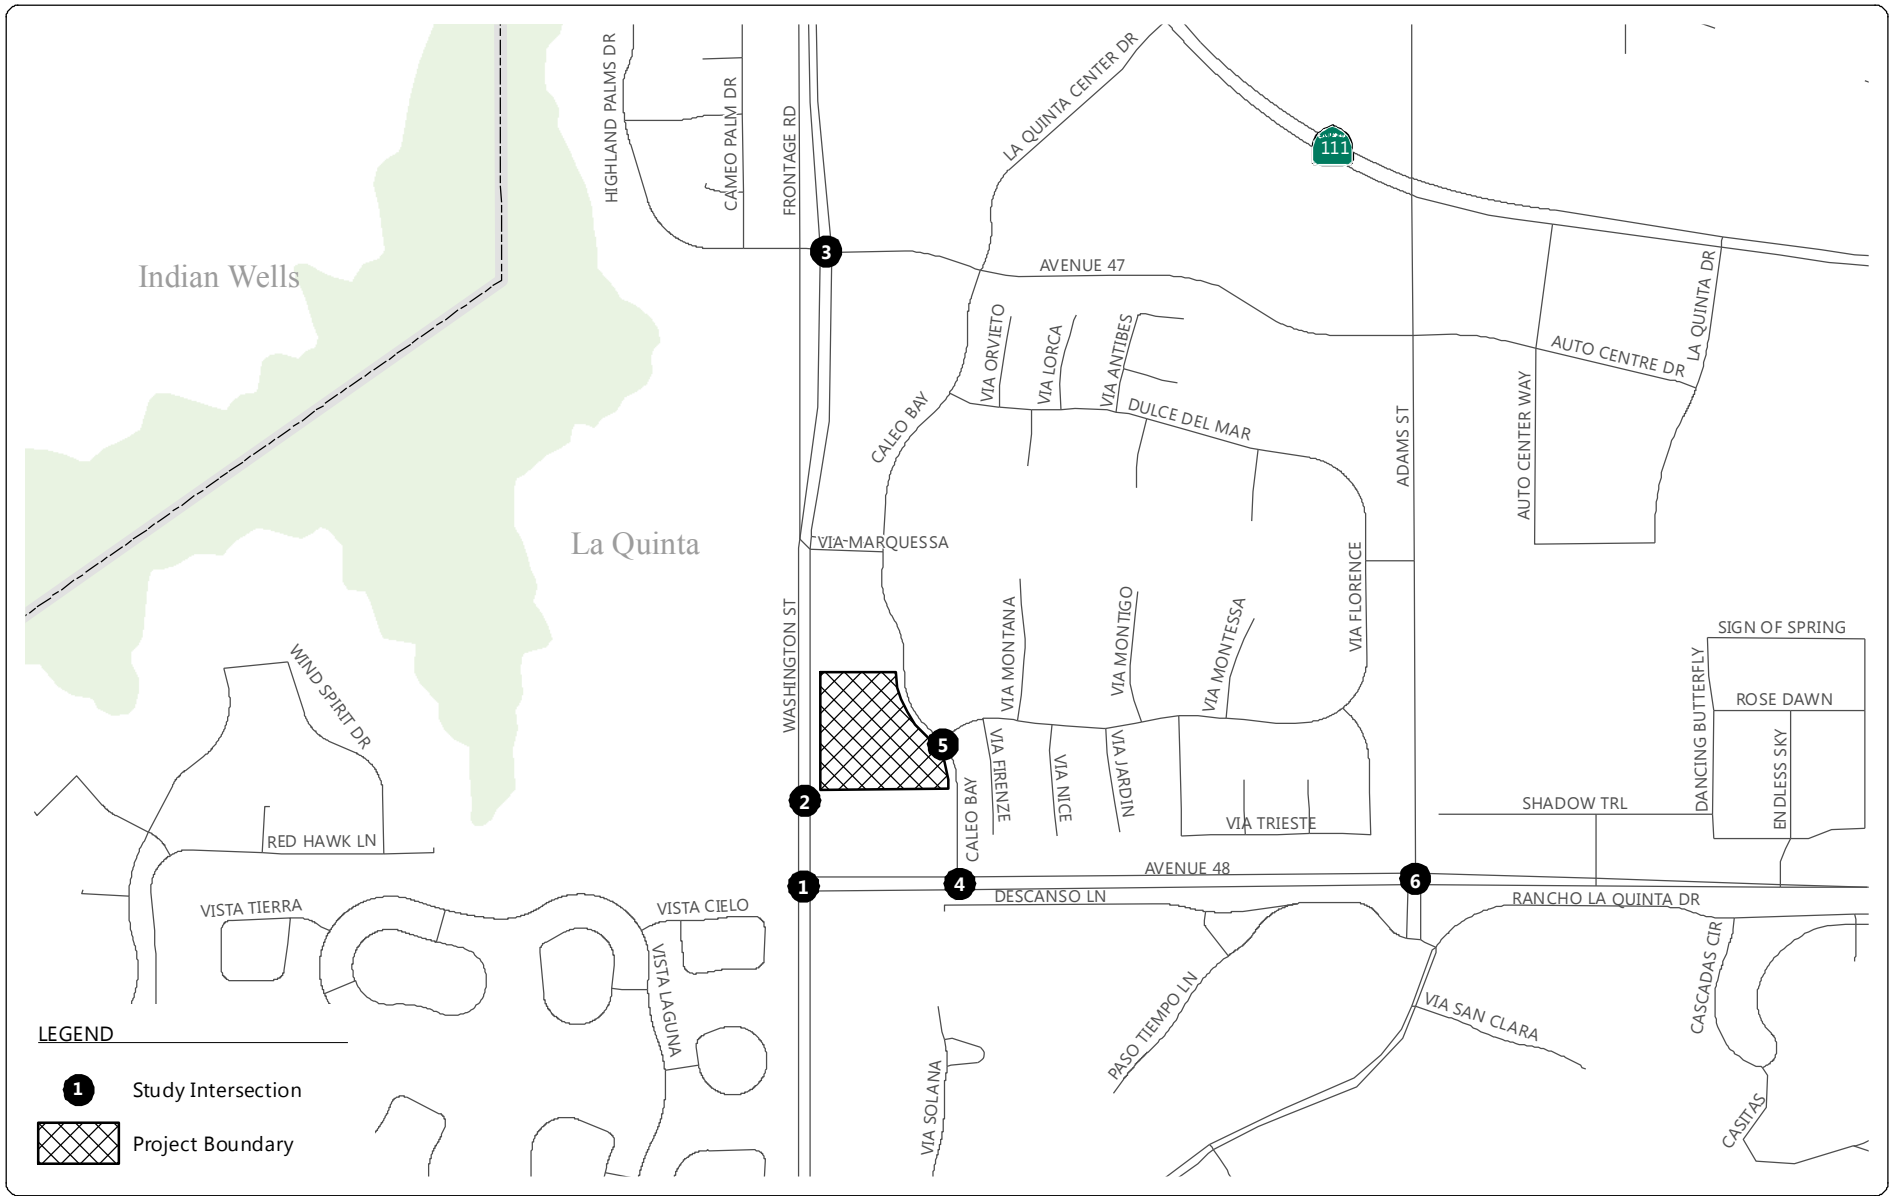 HIGHLAND PALMS DR
CAMEO PALM DR
FRONTAGE RD
LA QUINTA CENTER DR
111
Indian Wells
3
AVENUE 47
LA QUINTA DR
VIA ORVIETO
VIA LORCA
VIA ANTIBES
AUTO CENTRE DR
CALEO BAY
DULCE DEL MAR
ADAMS ST
AUTO CENTER WAY
La Quinta
VIA MARQUESSA
WASHINGTON ST
VIA MONTANA
VIA MONTIGO
VIA MONTESSA
VIA FLORENCE
SIGN OF SPRING
WIND SPIRIT DR
DANCING BUTTERFLY
ROSE DAWN
ENDLESS SKY
5
VIA FIRENZE
VIA NICE
VIA JARDIN
2
CALEO BAY
VIA TRIESTE
SHADOW TRL
RED HAWK LN
AVENUE 48
1
4
6
DESCANSO LN
RANCHO LA QUINTA DR
VISTA TIERRA
VISTA CIELO
VISTA LAGUNA
PASO TIEMPO LN
VIA SAN CLARA
CASCADAS CIR
VIA SOLANA
CASITAS
LEGEND
1
Study Intersection
Project Boundary